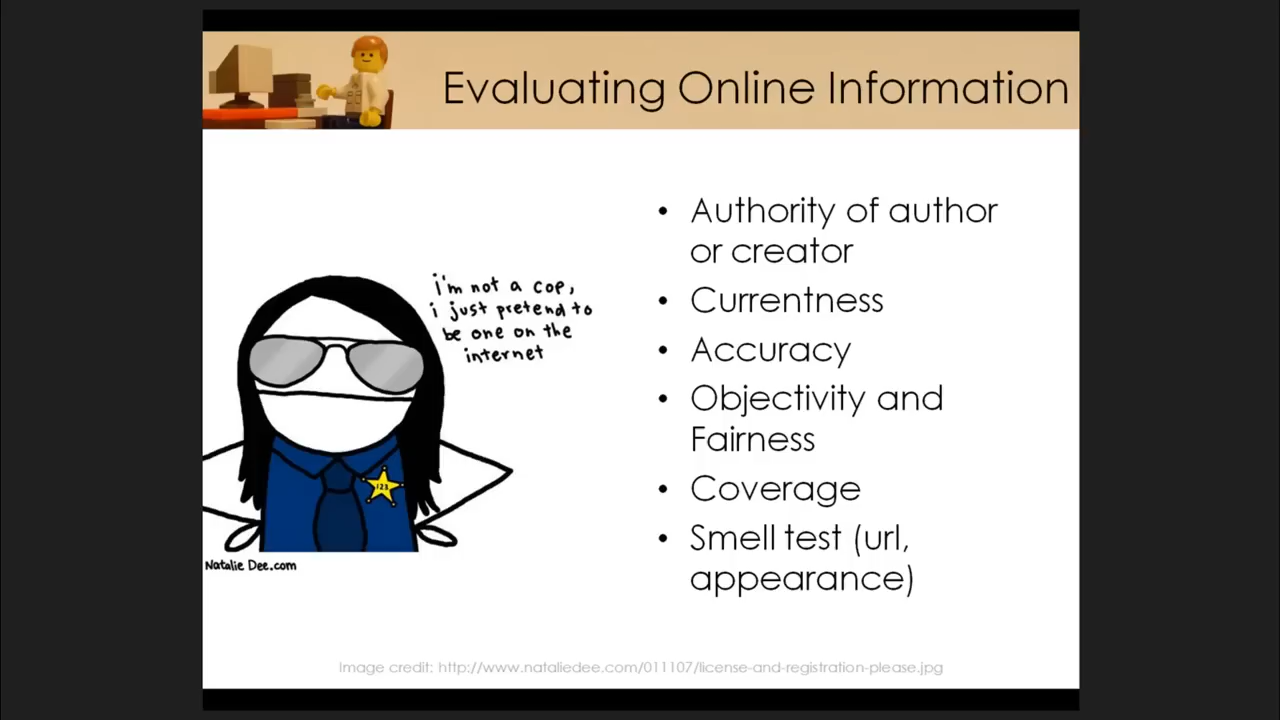 Evaluating Online Information
i'm not a cop,
i just pretend to
be one on the
internet
123
Natalie Dee.com
• Authority of author
or creator
• Currentness
• Accuracy
• Objectivity and
Fairness
• Coverage
• Smell test (url,
appearance)
Image credit: http://www.nataliedee.com/011107/license-and-registration-please.jpg